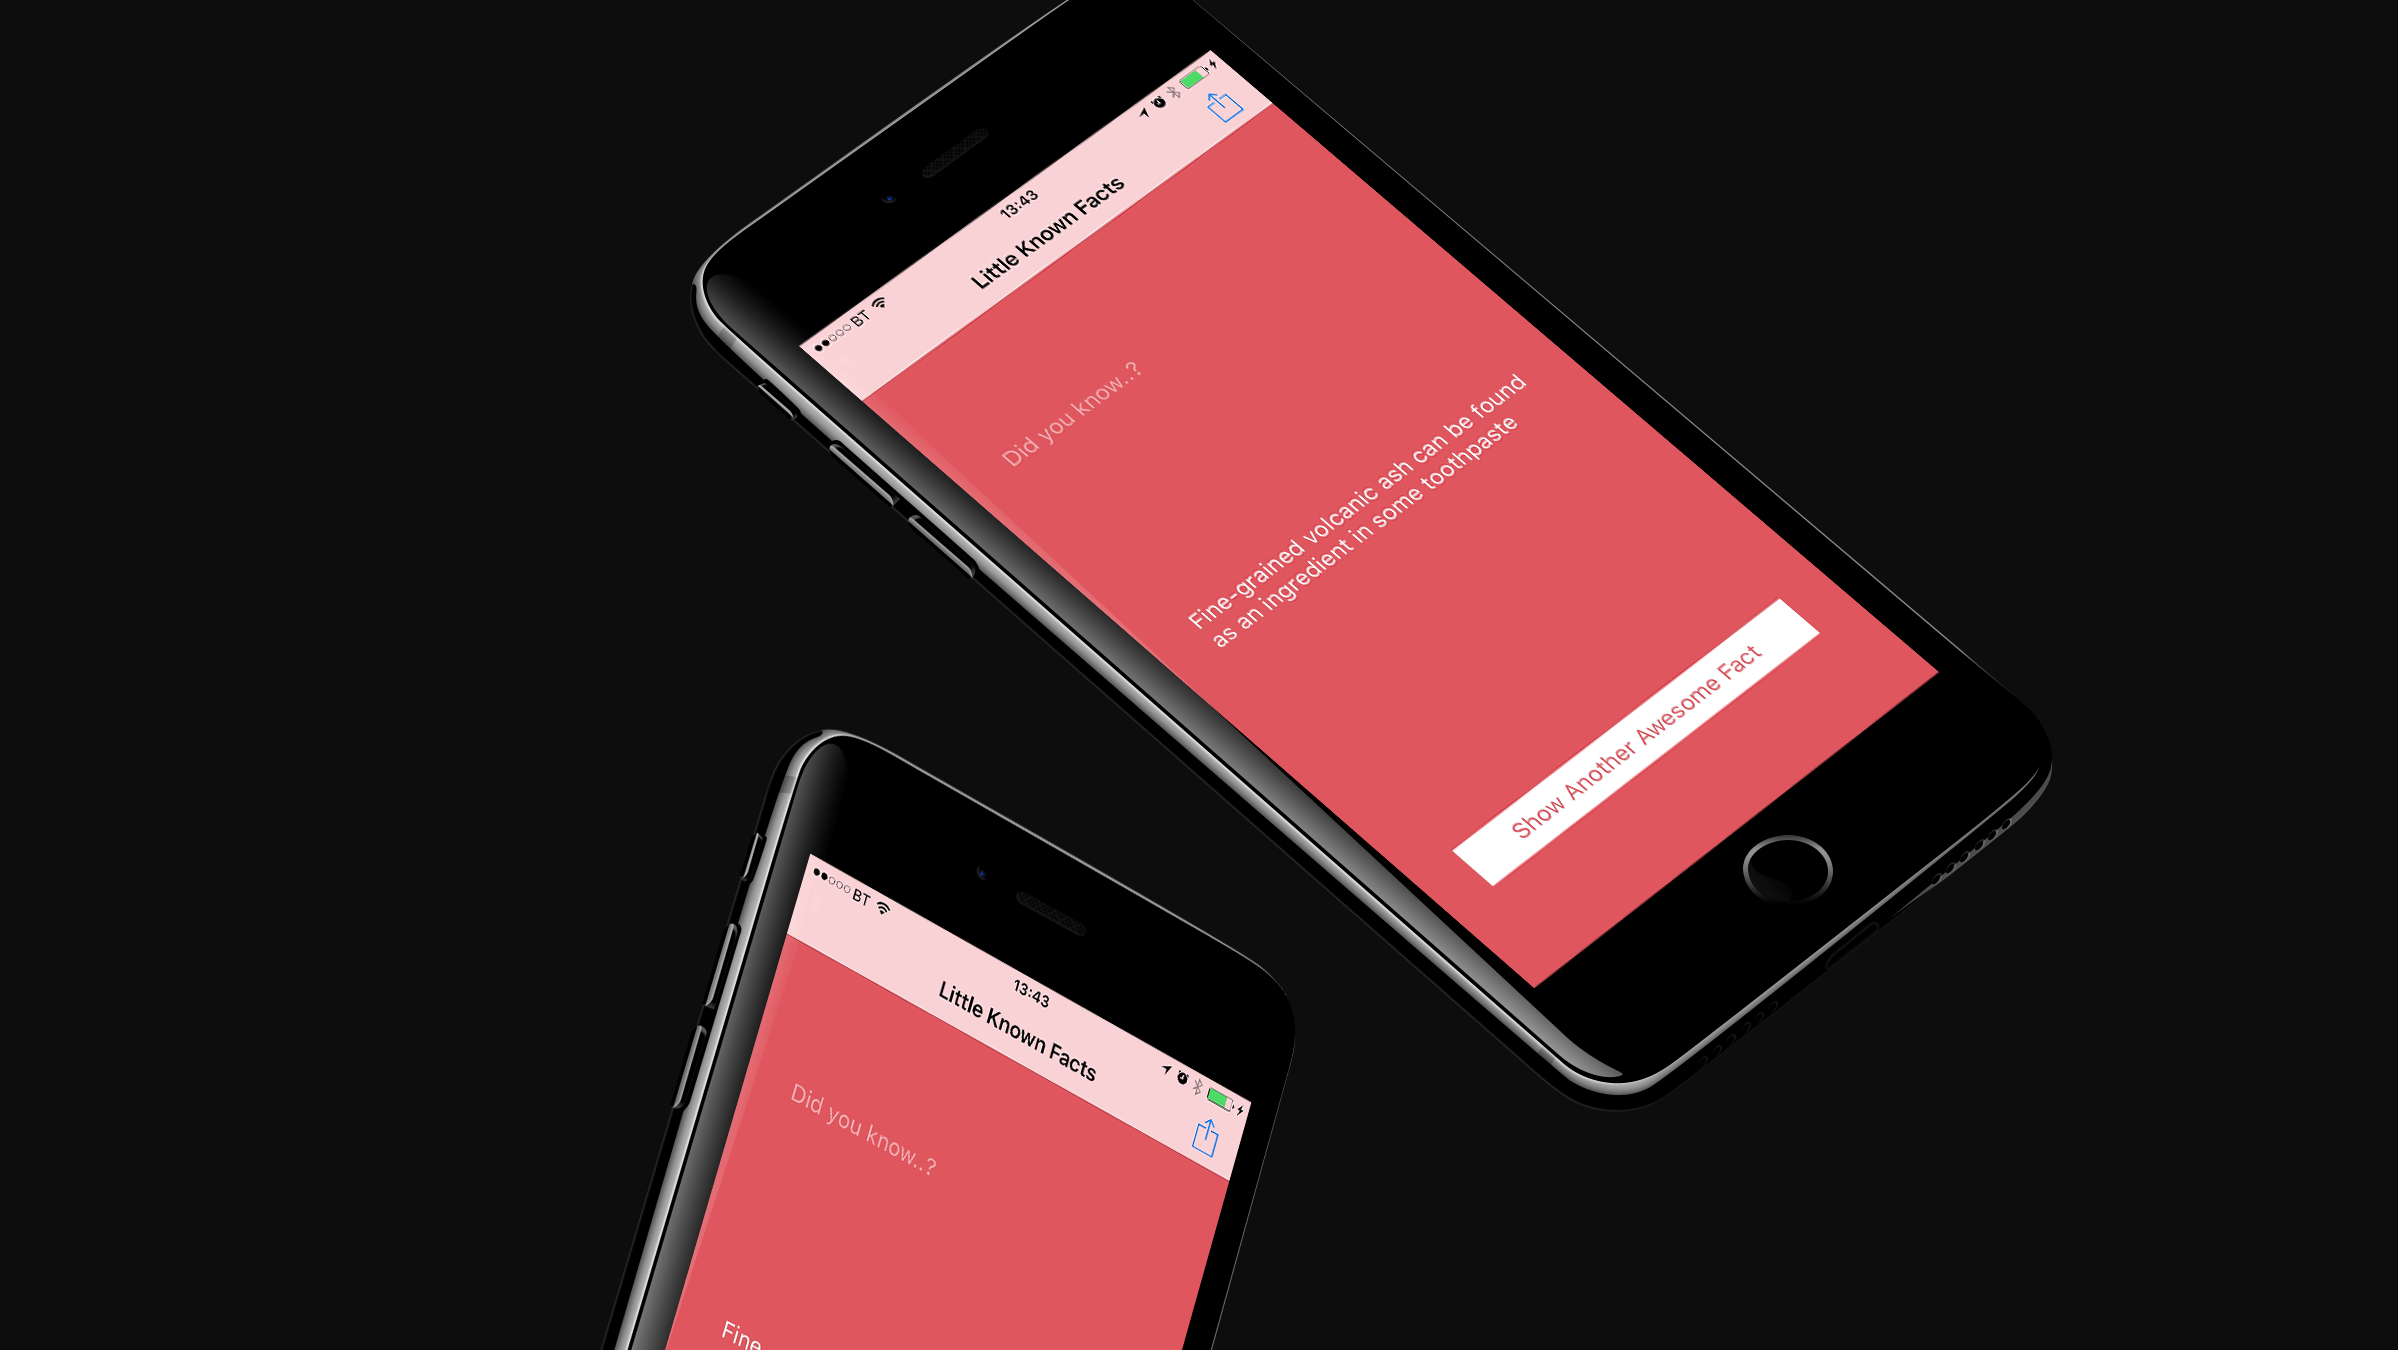 BT
13:43
Little Known Facts
Did you know..?
Fine-grained volcanic ash can be found
as an ingredient in some toothpaste
Show Another Awesome Fact
BT
13:43
Little Known Facts
Did you know..?
Fine